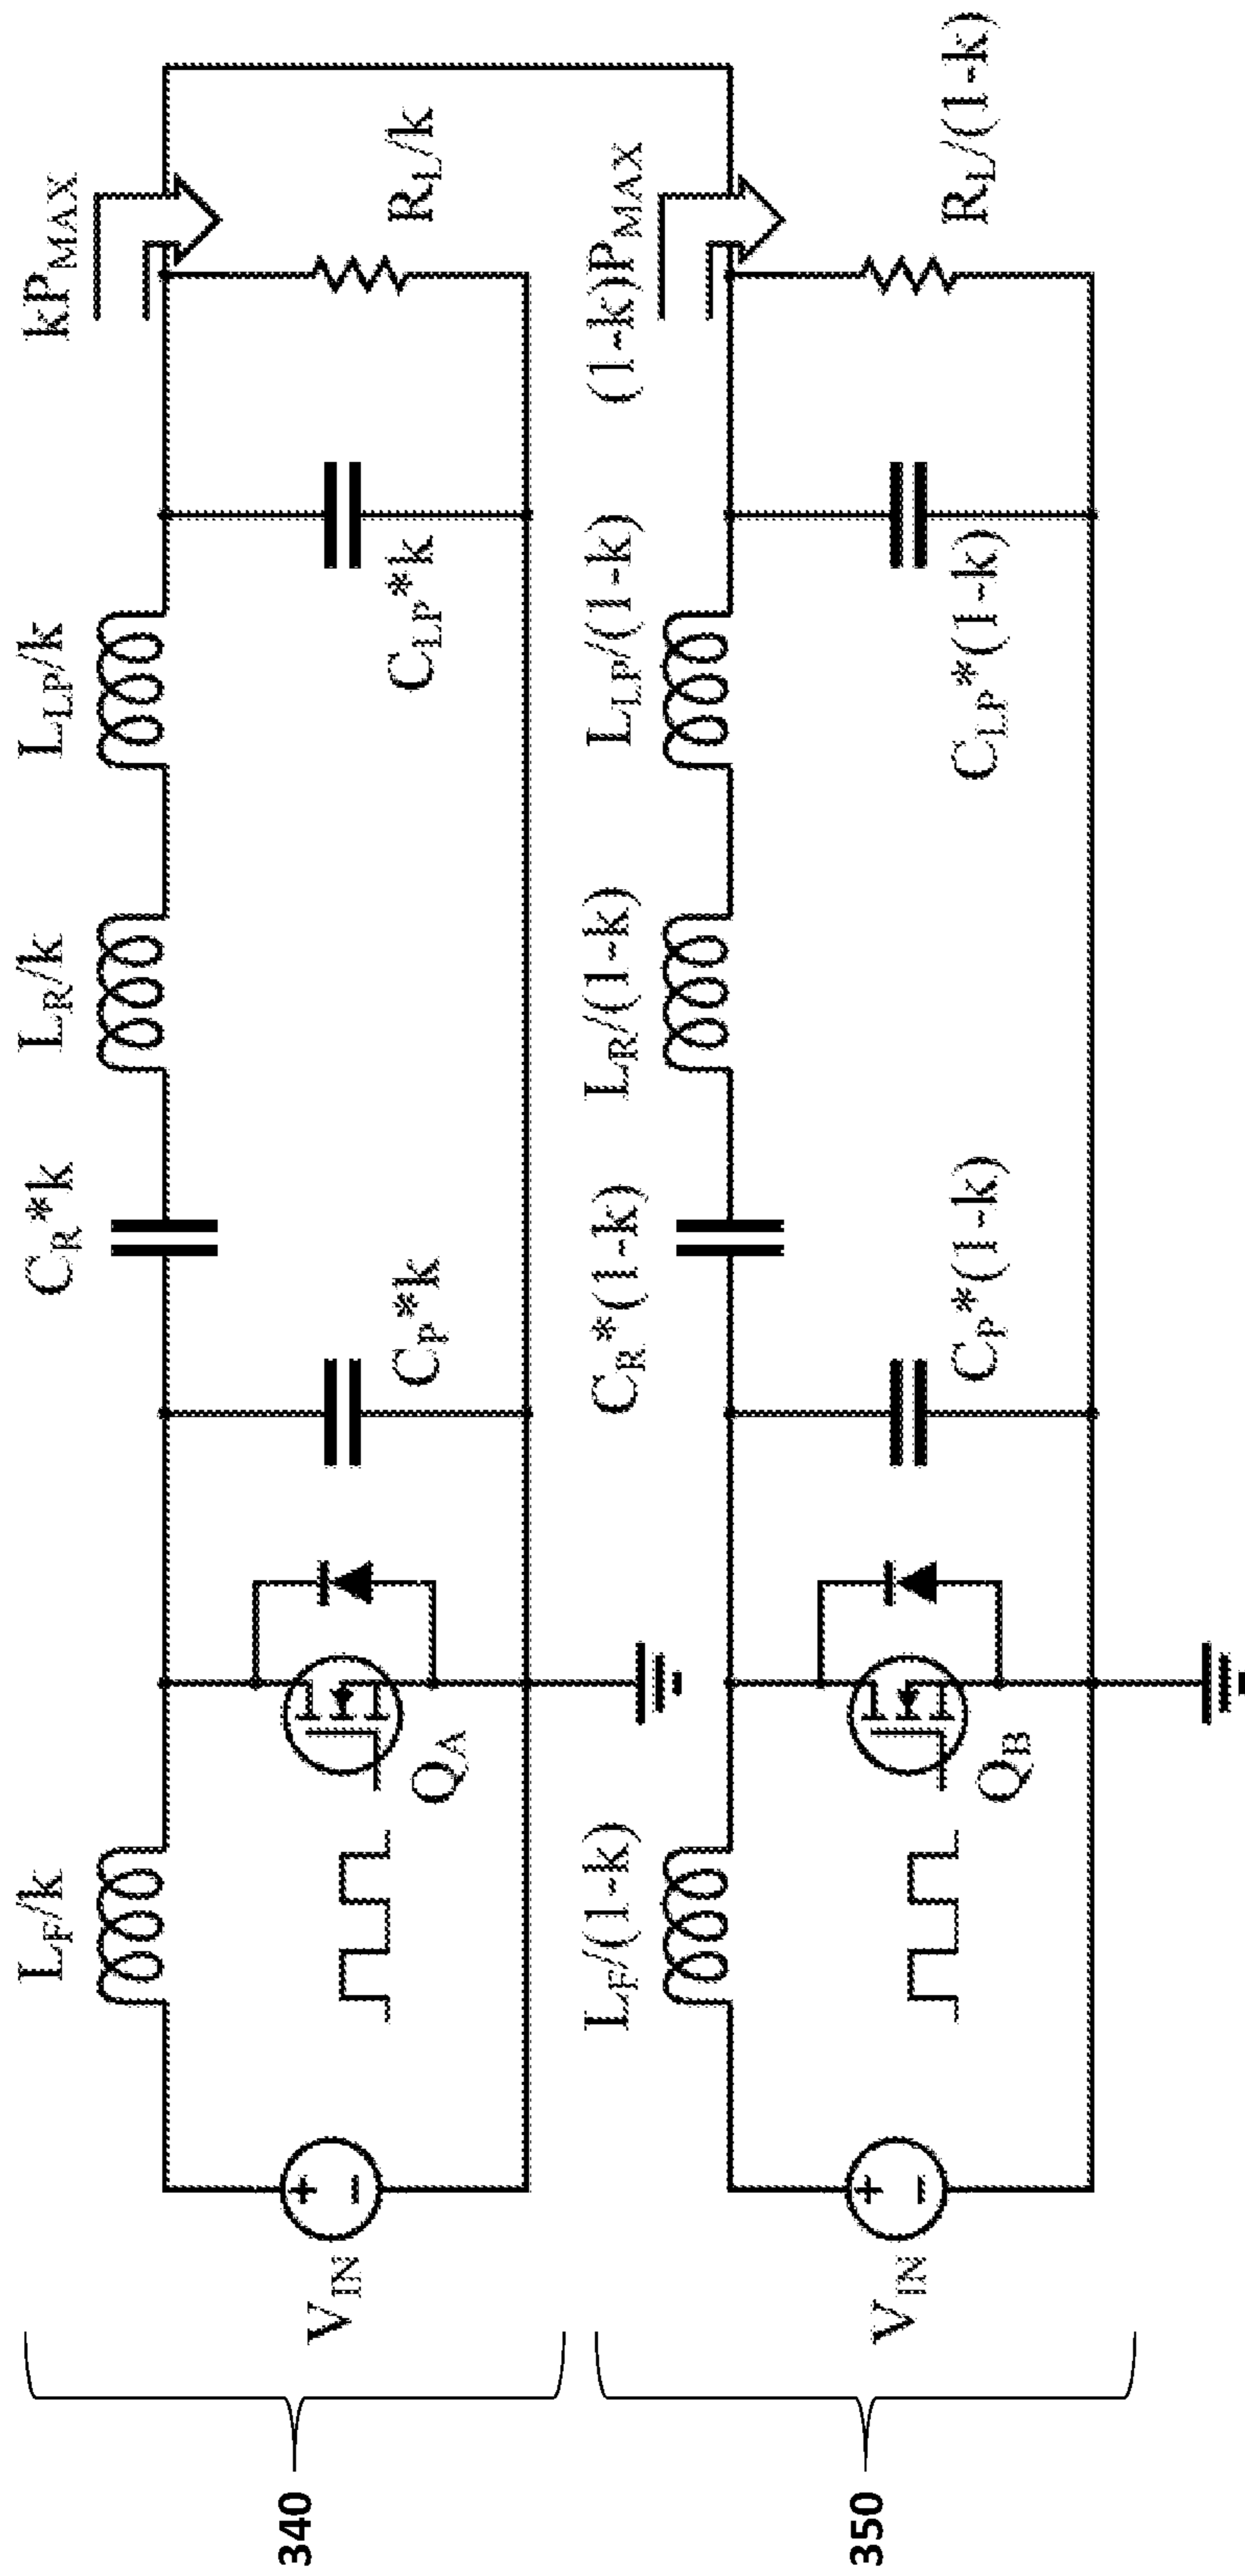 340
V_IN
L_F/k
Q_A
C_P*k
C_R*k
L_R/k
L_LP/k
C_LP*k
kP_MAX
R_L/k
350
V_IN
L_F/(1-k)
Q_B
C_P*(1-k)
C_R*(1-k)
L_R/(1-k)
L_LP/(1-k)
C_LP*(1-k)
(1-k)P_MAX
R_L/(1-k)